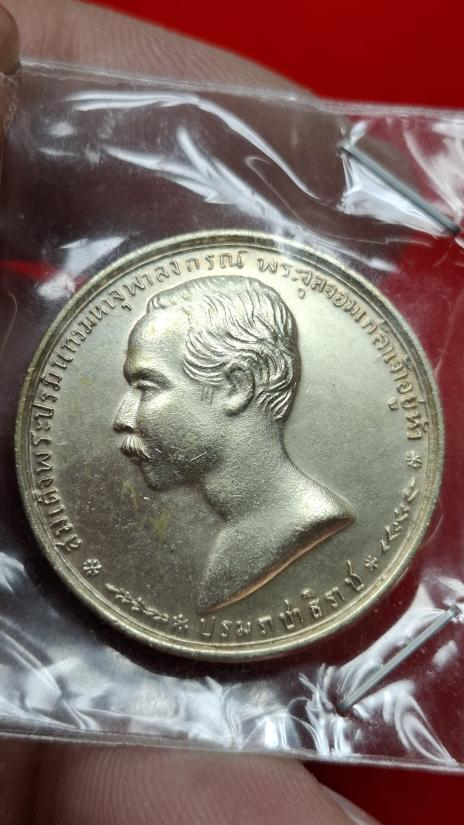 สมเด็จพระปรมินทรมหาจุฬาลงกรณ์ พระจุลจอมเกล้าเจ้าอยู่หัว
บรมราชาธิราช